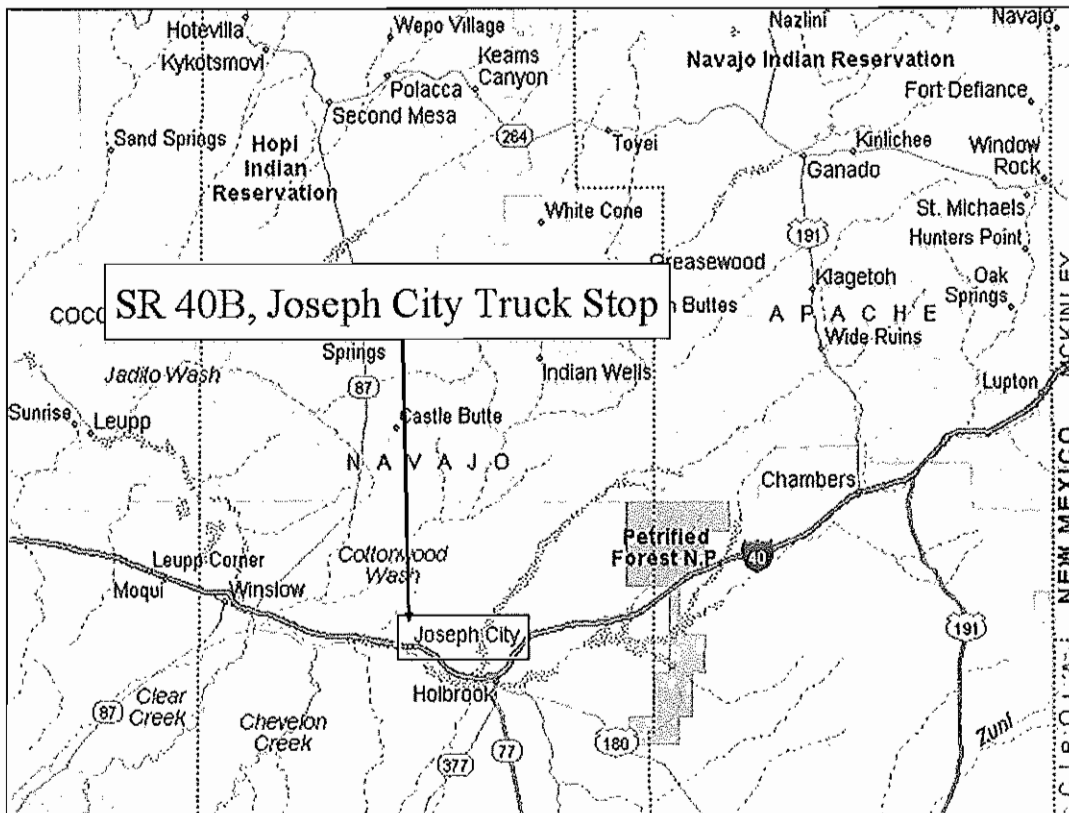 Hotevilla
Wepo Village
Nazlini
Navajo
Kykotsmovi
Keams
Canyon
Navajo Indian Reservation
Polacca
Second Mesa
Fort Defiance
Sand Springs
Hopi
Indian
Reservation
264
Toyei
Kinlichee
Ganado
Window
Rock
White Cone
St. Michaels
191
Hunters Point
Greasewood
Klagetoh
Oak
Springs
SR 40B, Joseph City Truck Stop
Buttes
A P A C H E
Wide Ruins
MCKINLEY
Springs
Jadito Wash
87
Indian Wells
Lupton
Sunrise
Leupp
Castle Butte
N A V A J O
Chambers
NEW MEXICO
Petrified
Forest N.P.
40
Leupp Corner
Cottonwood
Wash
Moqui
Winslow
Joseph City
191
Holbrook
Clear
Creek
87
Chevelon
Creek
377
77
180
Zuni